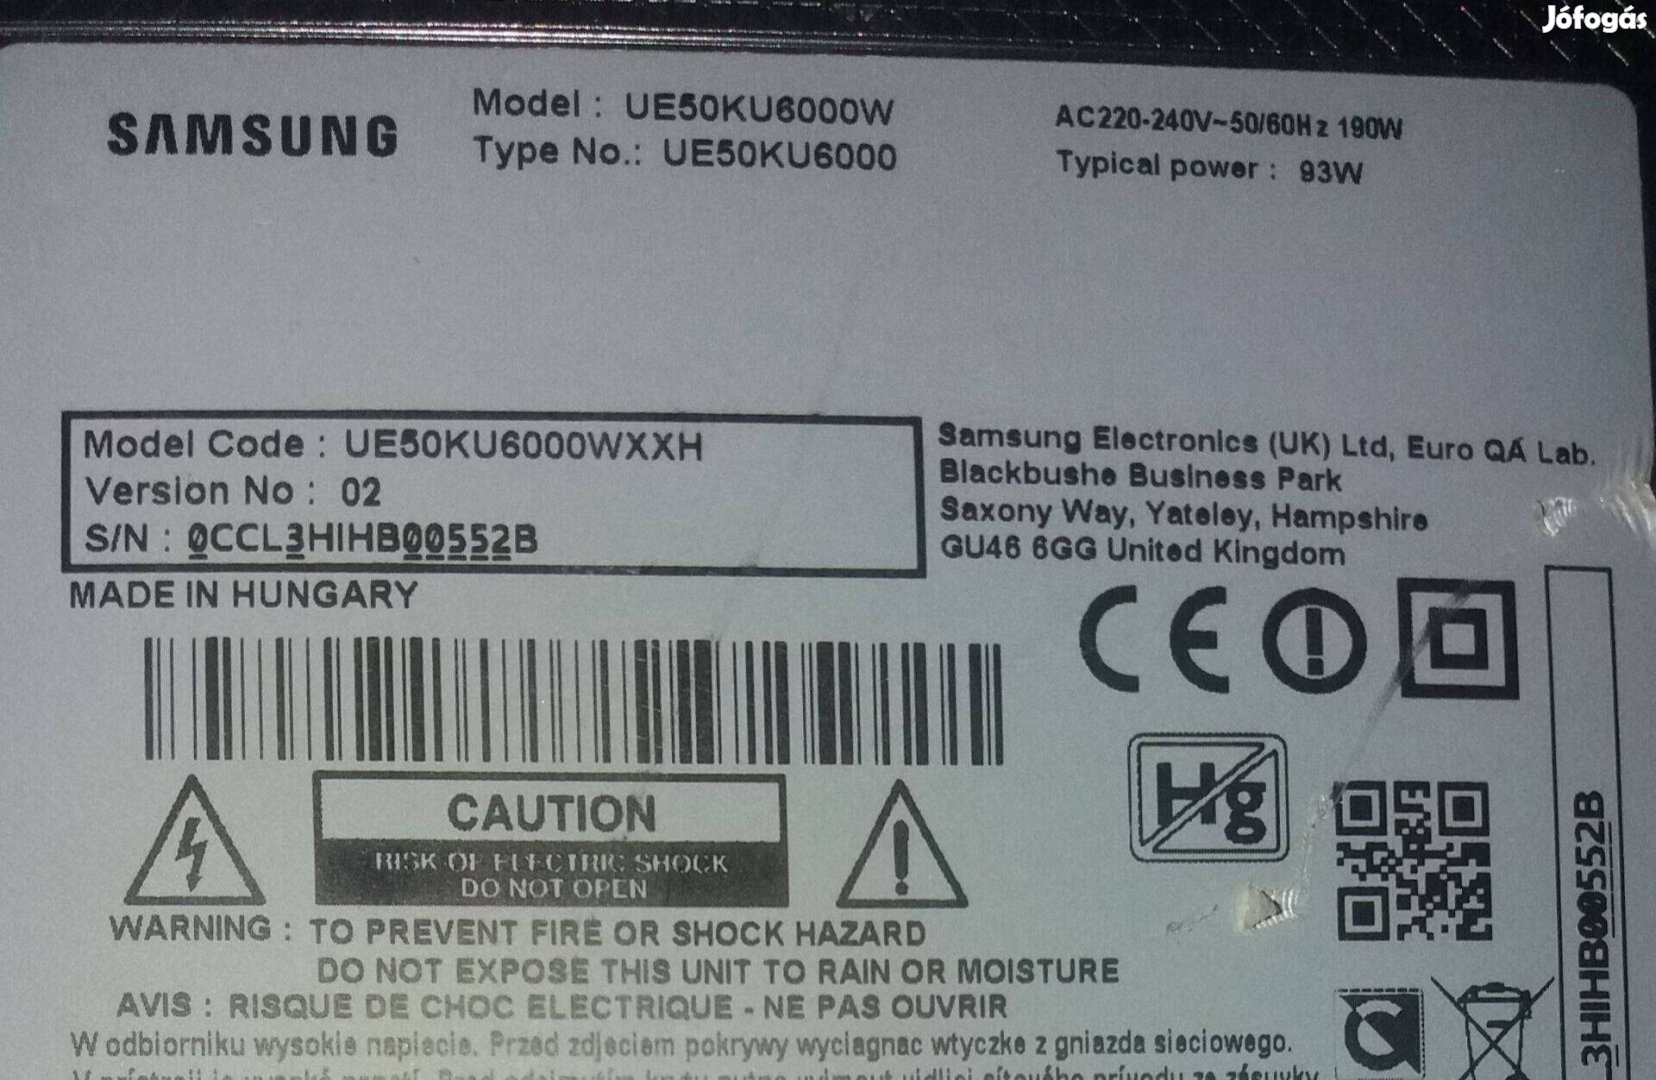 Jófogás
SAMSUNG
Model : UE50KU6000W
Type No.: UE50KU6000
AC220-240V~50/60Hz 190W
Typical power : 93W
Model Code : UE50KU6000WXXH
Version No : 02
S/N : 0CCL3HIHB00552B
MADE IN HUNGARY
Samsung Electronics (UK) Ltd, Euro QA Lab.
Blackbushe Business Park
Saxony Way, Yateley, Hampshire
GU46 6GG United Kingdom
CE
Hg
CAUTION
RISK OF ELECTRIC SHOCK
DO NOT OPEN
WARNING : TO PREVENT FIRE OR SHOCK HAZARD
DO NOT EXPOSE THIS UNIT TO RAIN OR MOISTURE
AVIS : RISQUE DE CHOC ELECTRIQUE - NE PAS OUVRIR
W odbiorniku wysokie napiecie. Przed zdjeciem pokrywy wyciagnac wtyczke z gniazda sieciowego.
3HIHB00552B